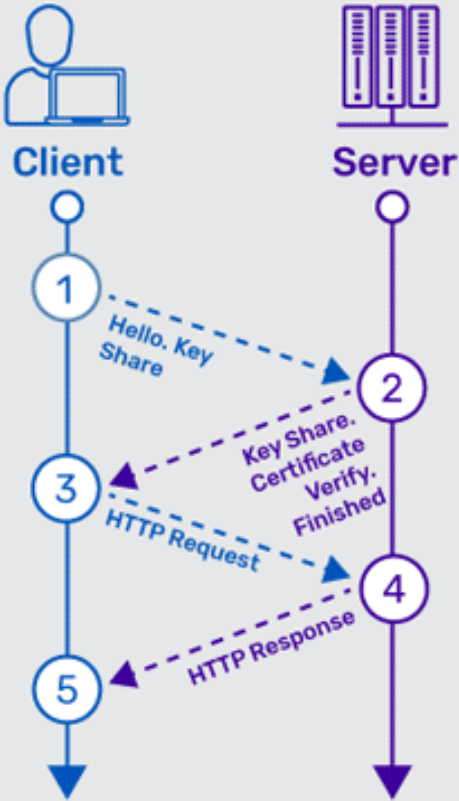 Client
Server
1
Hello. Key
Share
2
Key Share.
Certificate
Verify.
Finished
3
HTTP Request
4
HTTP Response
5